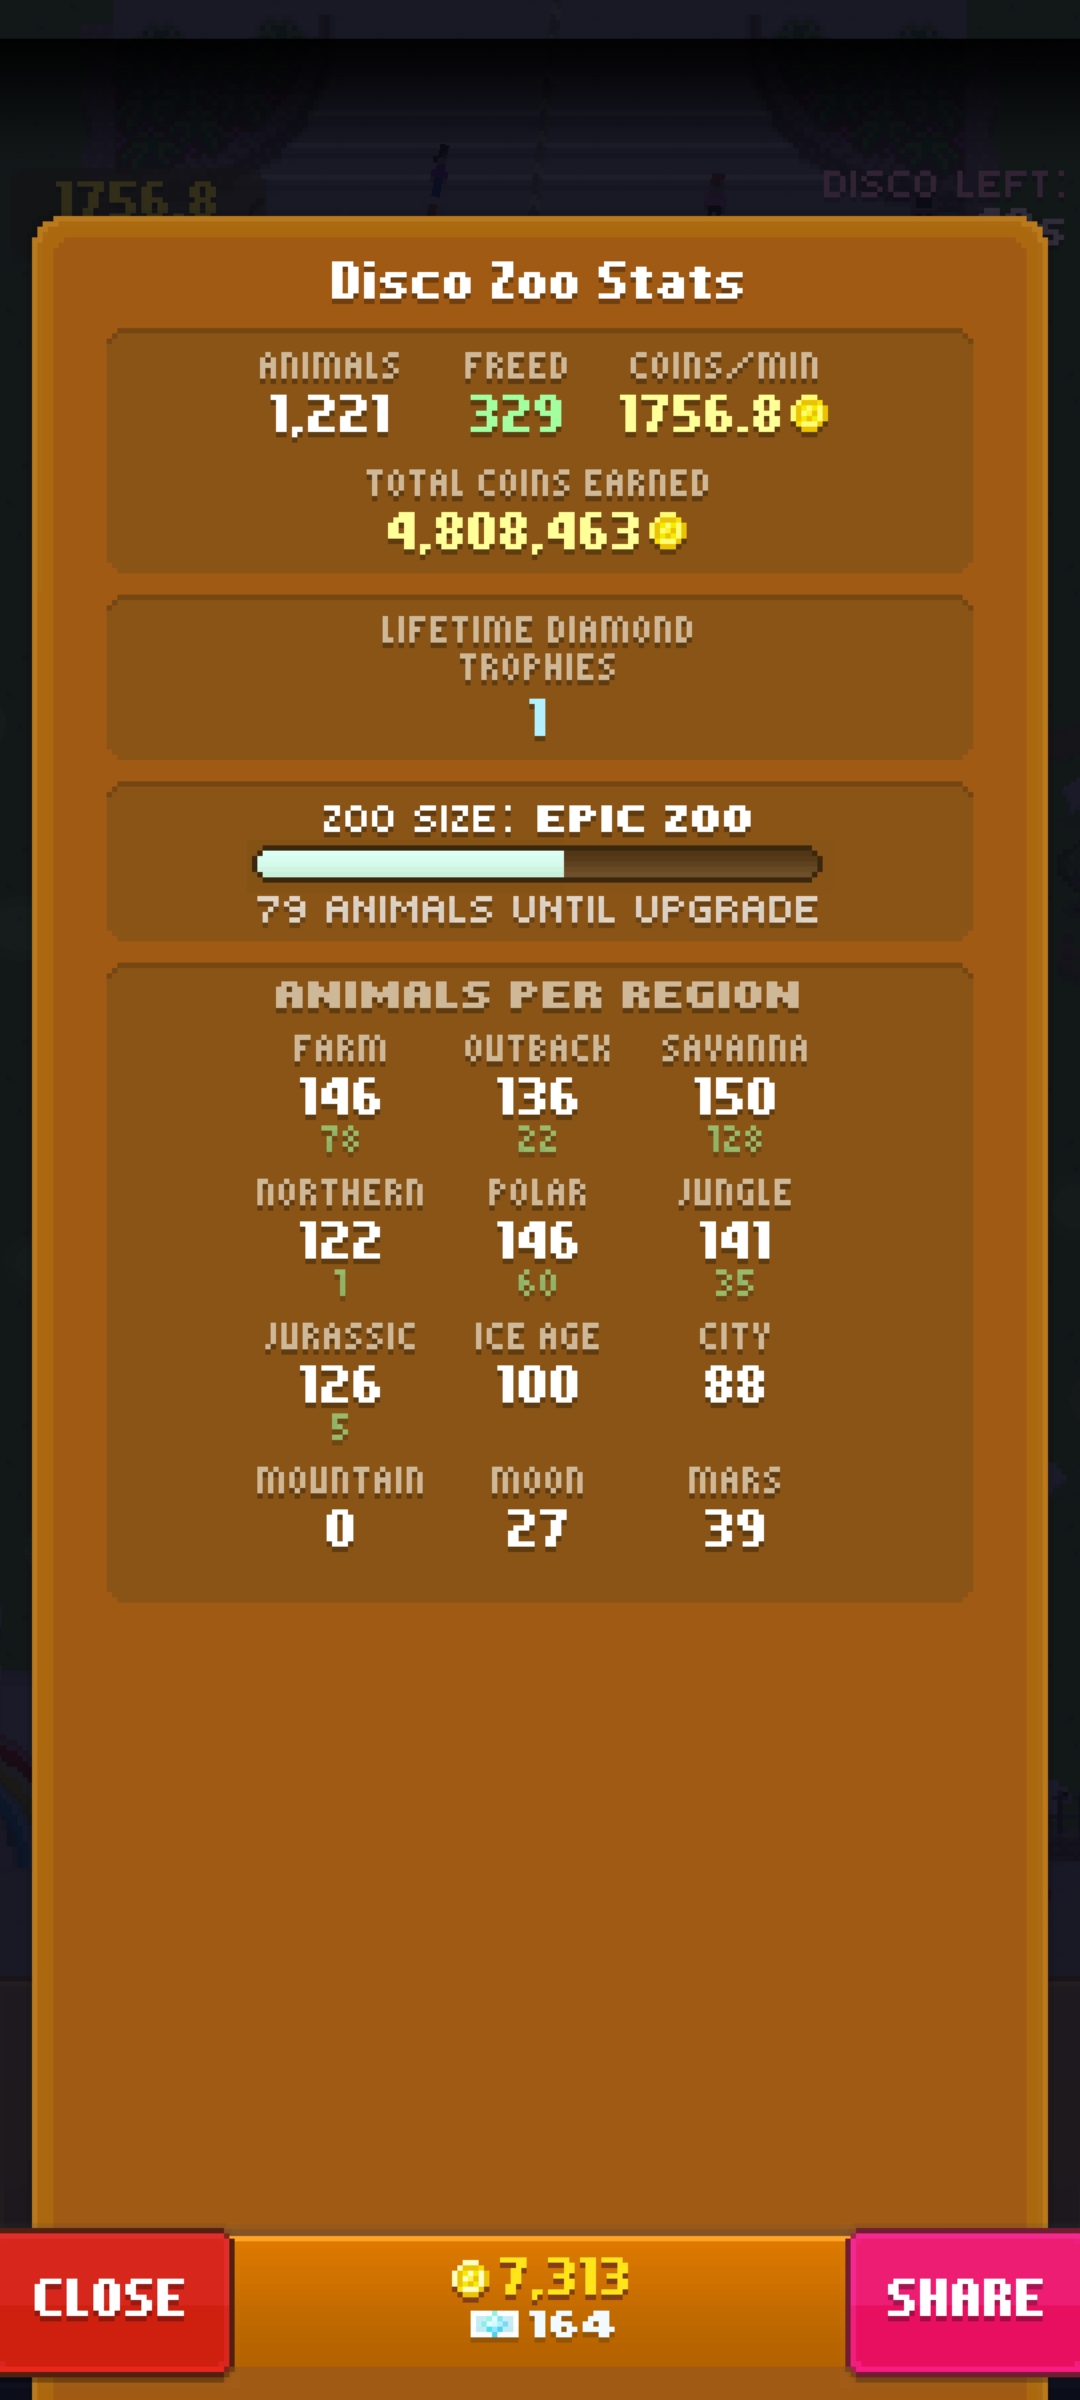 1756.8
DISCO LEFT:
Disco Zoo Stats
ANIMALS FREED COINS/MIN
1,221 329 1756.8
TOTAL COINS EARNED
4,808,463
LIFETIME DIAMOND
TROPHIES
1
ZOO SIZE: EPIC ZOO
79 ANIMALS UNTIL UPGRADE
ANIMALS PER REGION
FARM OUTBACK SAVANNA
146 136 150
78 22 128
NORTHERN POLAR JUNGLE
122 146 141
1 60 35
JURASSIC ICE AGE CITY
126 100 88
5
MOUNTAIN MOON MARS
0 27 39
CLOSE
7,313
164
SHARE